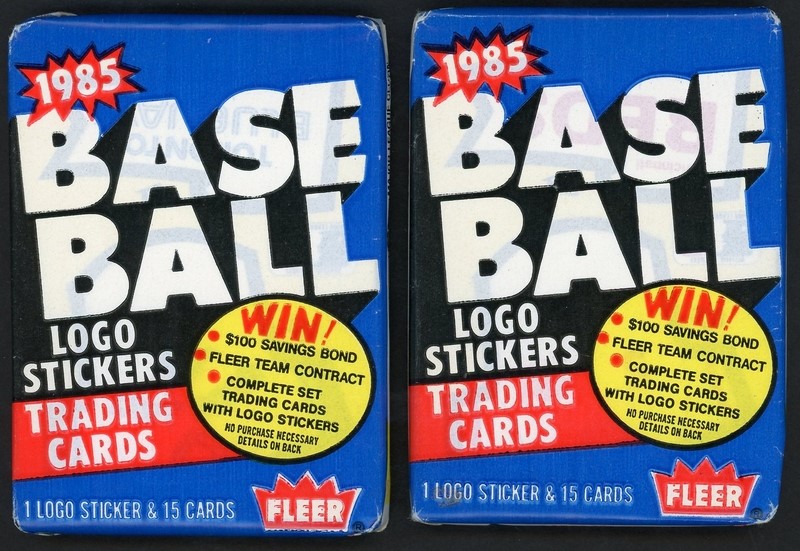 1985
BASE
BALL
LOGO
STICKERS
TRADING
CARDS
WIN!
• $100 SAVINGS BOND
• FLEER TEAM CONTRACT
• COMPLETE SET
TRADING CARDS
WITH LOGO STICKERS
NO PURCHASE NECESSARY
DETAILS ON BACK
1 LOGO STICKER & 15 CARDS
FLEER ®
1985
BASE
BALL
LOGO
STICKERS
TRADING
CARDS
WIN!
• $100 SAVINGS BOND
• FLEER TEAM CONTRACT
• COMPLETE SET
TRADING CARDS
WITH LOGO STICKERS
NO PURCHASE NECESSARY
DETAILS ON BACK
1 LOGO STICKER & 15 CARDS
FLEER ®